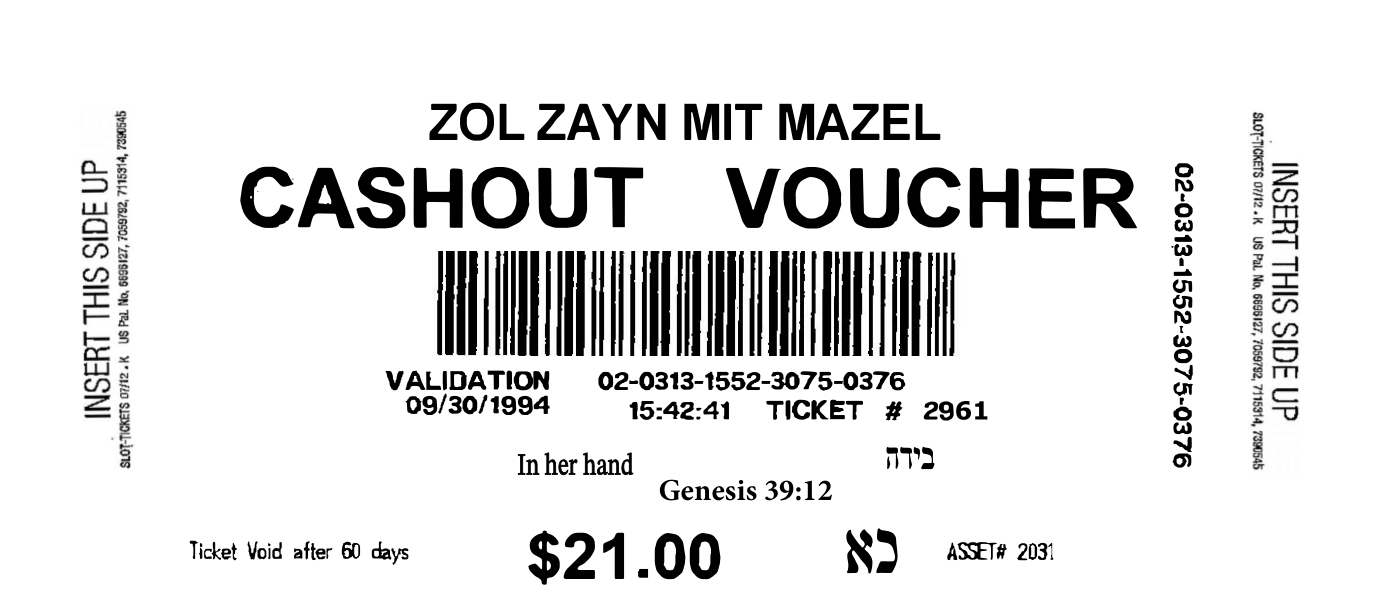 ZOL ZAYN MIT MAZEL
CASHOUT VOUCHER
INSERT THIS SIDE UP
SLOT-TICKETS 07/12 - K US Pat. No. 6696127, 7059792, 7115314, 7390545
VALIDATION 02-0313-1552-3075-0376
09/30/1994 15:42:41 TICKET # 2961
In her hand בידה
Genesis 39:12
Ticket Void after 60 days $21.00 כא ASSET# 2031
02-0313-1552-3075-0376
INSERT THIS SIDE UP
SLOT-TICKETS 07/12 - K US Pat. No. 6696127, 7059792, 7115314, 7390545